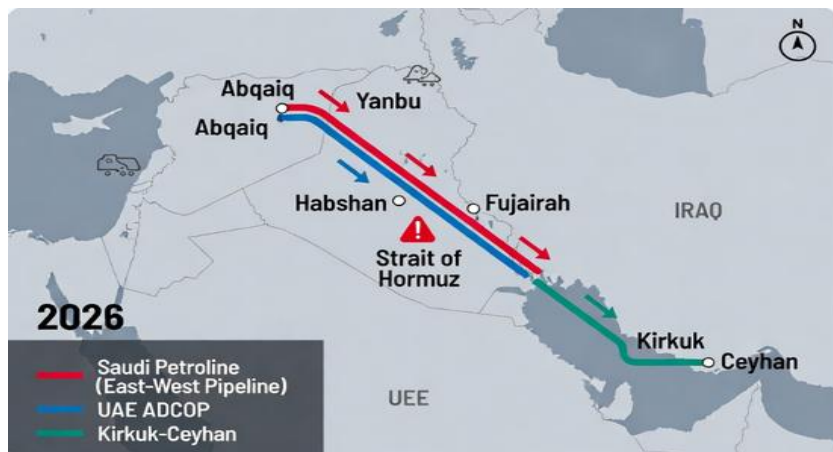 N
Abqaiq
Yanbu
Abqaiq
Habshan
Fujairah
IRAQ
Strait of
Hormuz
2026
Kirkuk
Ceyhan
Saudi Petroline
(East-West Pipeline)
UAE ADCOP
Kirkuk-Ceyhan
UEE